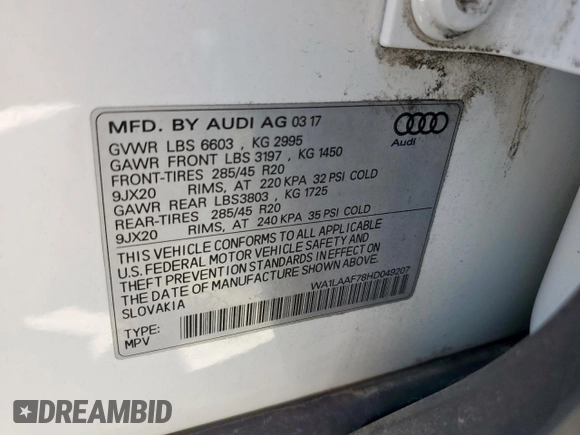 MFD. BY AUDI AG 03 17
GVWR LBS 6603 , KG 2995
GAWR FRONT LBS 3197 , KG 1450
FRONT-TIRES 285/45 R20
9JX20 RIMS, AT 220 KPA 32 PSI COLD
GAWR REAR LBS3803 , KG 1725
REAR-TIRES 285/45 R20
9JX20 RIMS, AT 240 KPA 35 PSI COLD
THIS VEHICLE CONFORMS TO ALL APPLICABLE
U.S. FEDERAL MOTOR VEHICLE SAFETY AND
THEFT PREVENTION STANDARDS IN EFFECT ON
THE DATE OF MANUFACTURE SHOWN ABOVE.
SLOVAKIA
WA1LAAF78HD049207
TYPE:
MPV
Audi
DREAMBID